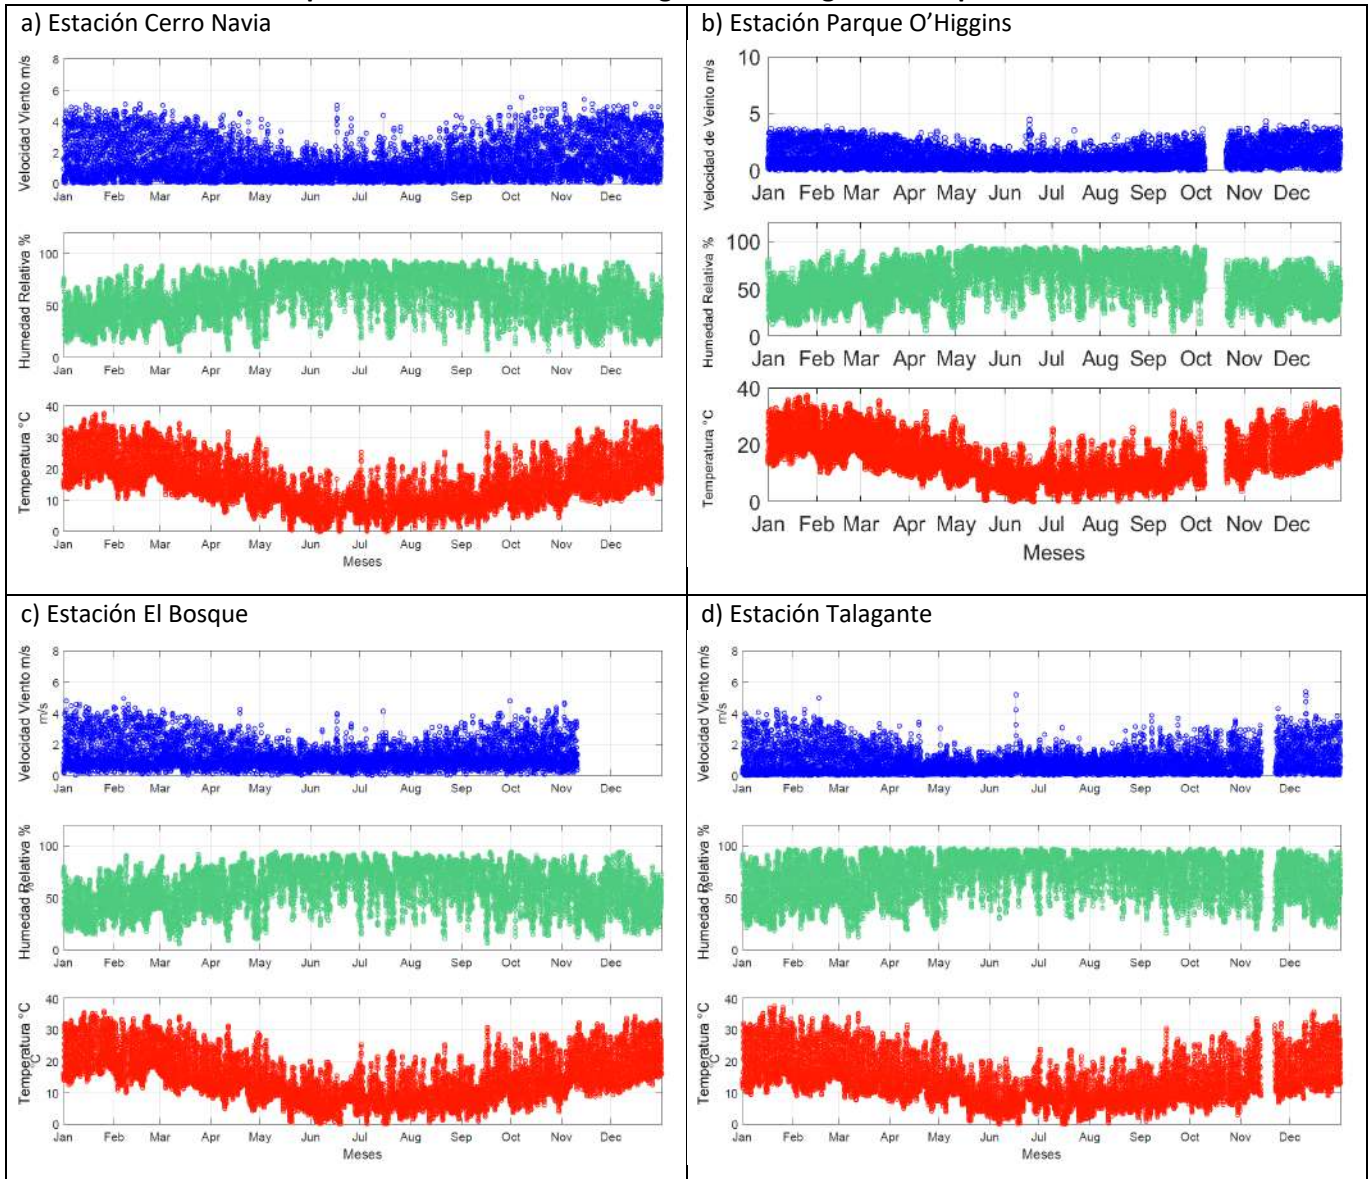 a) Estación Cerro Navia
Velocidad Viento m/s
8
6
4
2
0
Jan Feb Mar Apr May Jun Jul Aug Sep Oct Nov Dec
Humedad Relativa %
100
50
0
Jan Feb Mar Apr May Jun Jul Aug Sep Oct Nov Dec
Temperatura °C
40
30
20
10
0
Jan Feb Mar Apr May Jun Jul Aug Sep Oct Nov Dec
Meses
b) Estación Parque O’Higgins
Velocidad de Veinto m/s
10
5
0
Jan Feb Mar Apr May Jun Jul Aug Sep Oct Nov Dec
Humedad Relativa %
100
50
0
Jan Feb Mar Apr May Jun Jul Aug Sep Oct Nov Dec
Temperatura °C
40
20
0
Jan Feb Mar Apr May Jun Jul Aug Sep Oct Nov Dec
Meses
c) Estación El Bosque
Velocidad Viento m/s
m/s
8
6
4
2
0
Jan Feb Mar Apr May Jun Jul Aug Sep Oct Nov Dec
Humedad Relativa %
%
100
50
0
Jan Feb Mar Apr May Jun Jul Aug Sep Oct Nov Dec
Temperatura °C
°C
40
30
20
10
0
Jan Feb Mar Apr May Jun Jul Aug Sep Oct Nov Dec
Meses
d) Estación Talagante
Velocidad Viento m/s
m/s
8
6
4
2
0
Jan Feb Mar Apr May Jun Jul Aug Sep Oct Nov Dec
Humedad Relativa %
%
100
50
0
Jan Feb Mar Apr May Jun Jul Aug Sep Oct Nov Dec
Temperatura °C
°C
40
30
20
10
0
Jan Feb Mar Apr May Jun Jul Aug Sep Oct Nov Dec
Meses